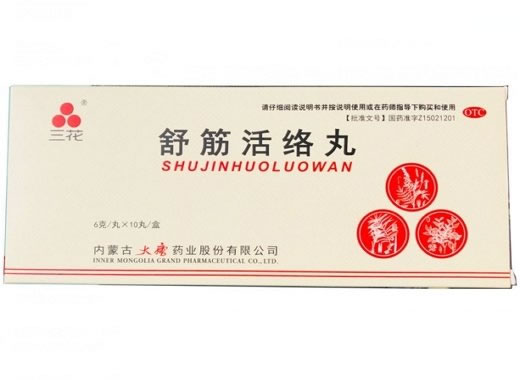 ®
三花
请仔细阅读说明书并按说明使用或在药师指导下购买和使用
【批准文号】国药准字Z15021201
OTC
舒筋活络丸
SHUJINHUOLUOWAN
6克/丸×10丸/盒
内蒙古大唐药业股份有限公司
INNER MONGOLIA GRAND PHARMACEUTICAL CO., LTD.